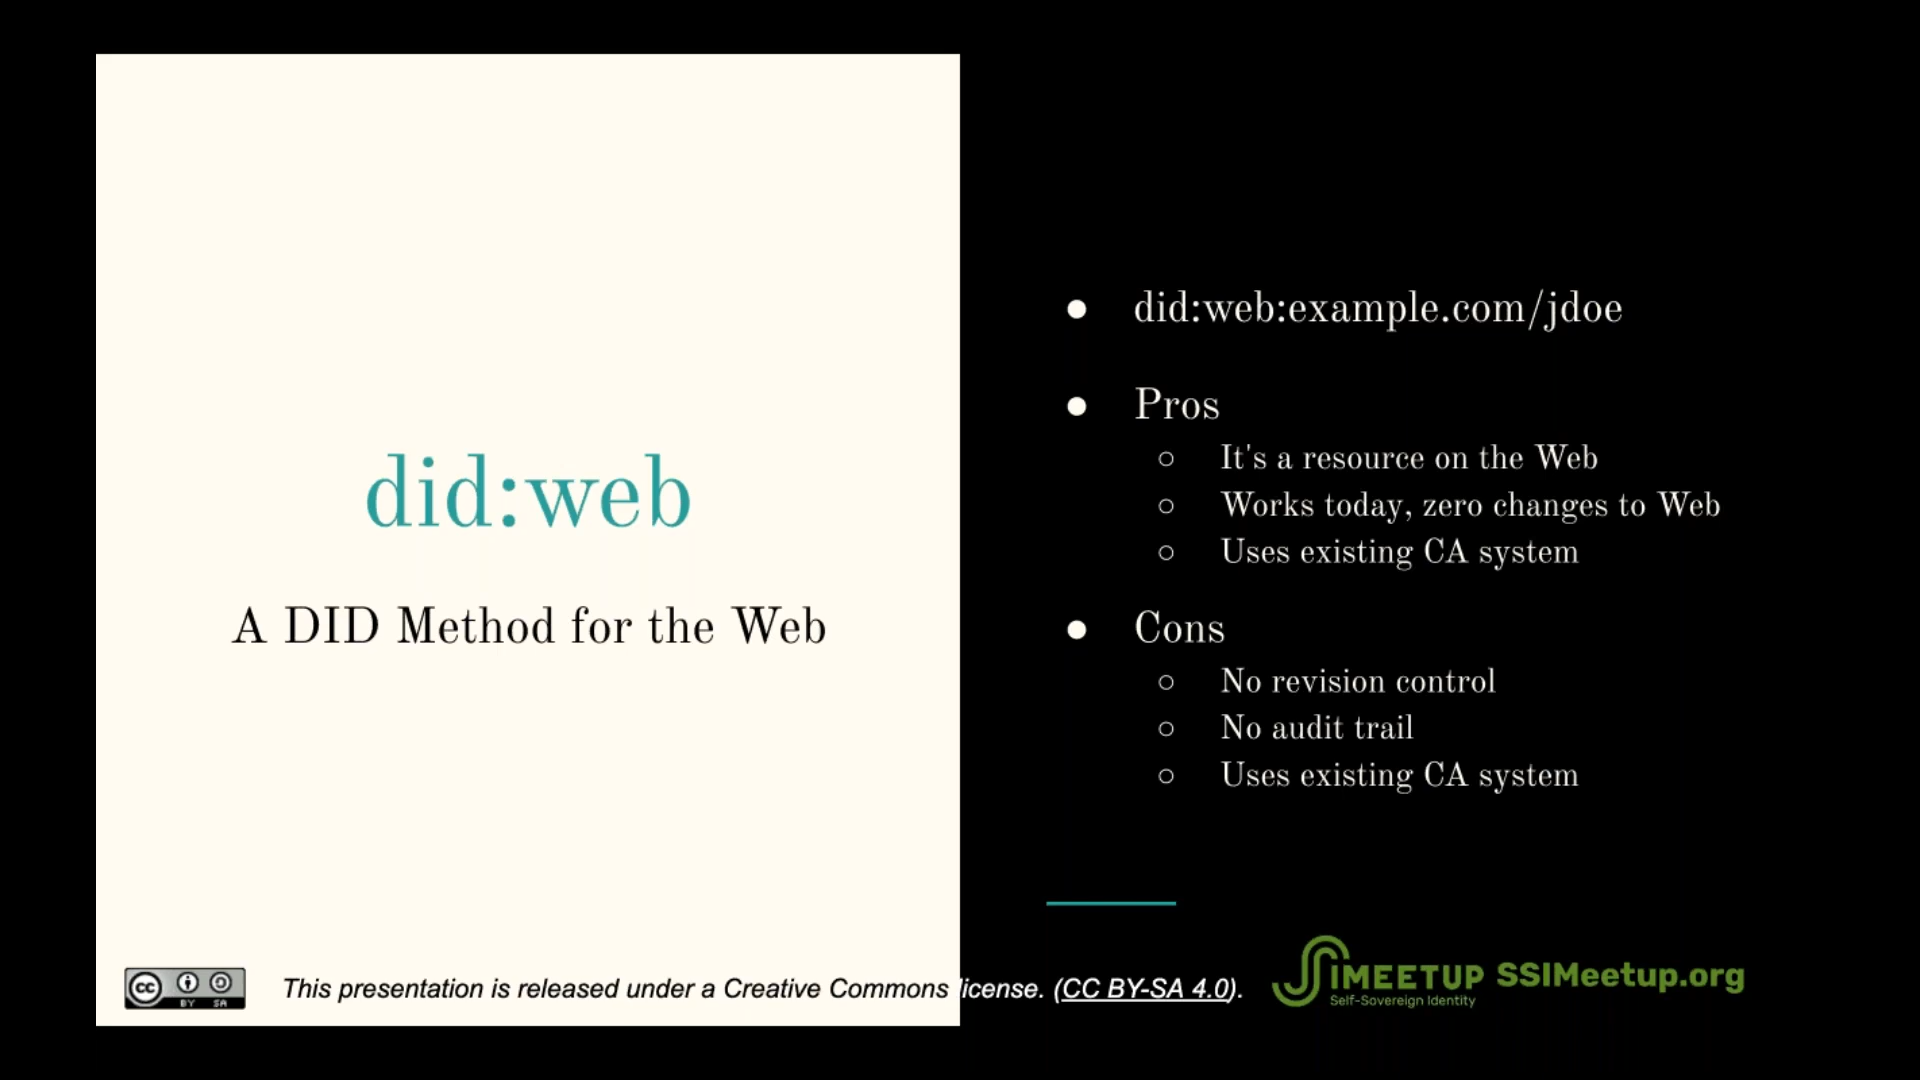 did:web
A DID Method for the Web
● did:web:example.com/jdoe
● Pros
○ It's a resource on the Web
○ Works today, zero changes to Web
○ Uses existing CA system
● Cons
○ No revision control
○ No audit trail
○ Uses existing CA system
cc BY SA
This presentation is released under a Creative Commons license. (CC BY-SA 4.0).
SSIMEETUP
Self-Sovereign Identity
SSIMeetup.org